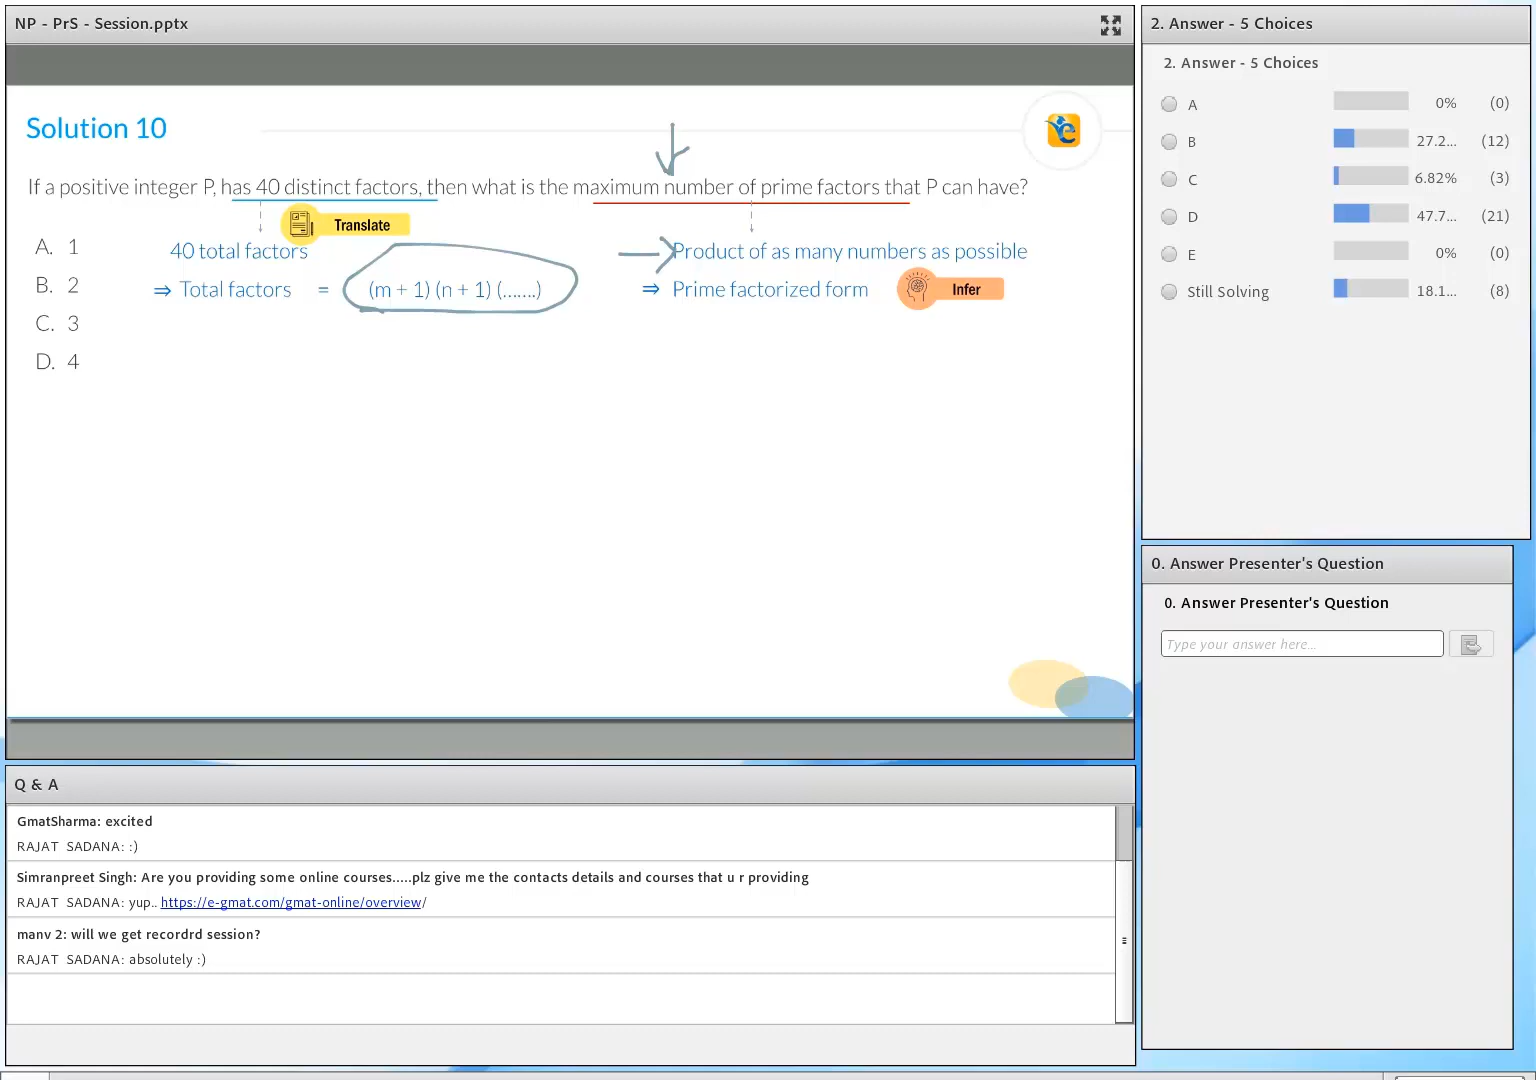 NP - PrS - Session.pptx
Solution 10
If a positive integer P, has 40 distinct factors, then what is the maximum number of prime factors that P can have?
Translate
A. 1
40 total factors
Product of as many numbers as possible
B. 2
⇒ Total factors = (m + 1) (n + 1) (.......)
⇒ Prime factorized form
Infer
C. 3
D. 4
2. Answer - 5 Choices
2. Answer - 5 Choices
A 0% (0)
B 27.2... (12)
C 6.82% (3)
D 47.7... (21)
E 0% (0)
Still Solving 18.1... (8)
0. Answer Presenter's Question
0. Answer Presenter's Question
Type your answer here...
Q & A
GmatSharma: excited
RAJAT SADANA: :)
Simranpreet Singh: Are you providing some online courses.....plz give me the contacts details and courses that u r providing
RAJAT SADANA: yup.. https://e-gmat.com/gmat-online/overview/
manv 2: will we get recordrd session?
RAJAT SADANA: absolutely :)